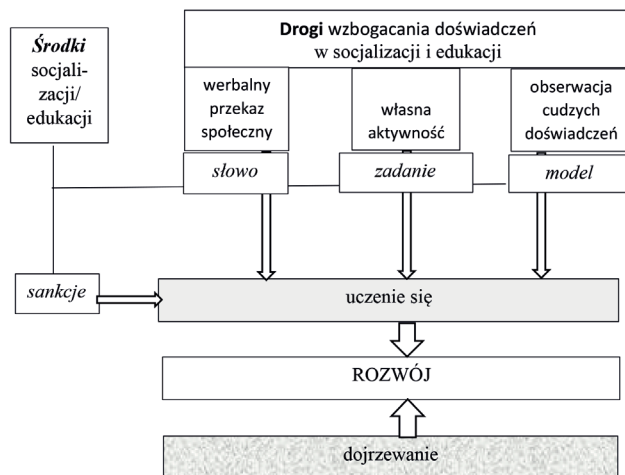 Środki
socjali-
zacji/
edukacji
Drogi wzbogacania doświadczeń
w socjalizacji i edukacji
werbalny
przekaz
społeczny
własna
aktywność
obserwacja
cudzych
doświadczeń
słowo
zadanie
model
sankcje
uczenie się
ROZWÓJ
dojrzewanie